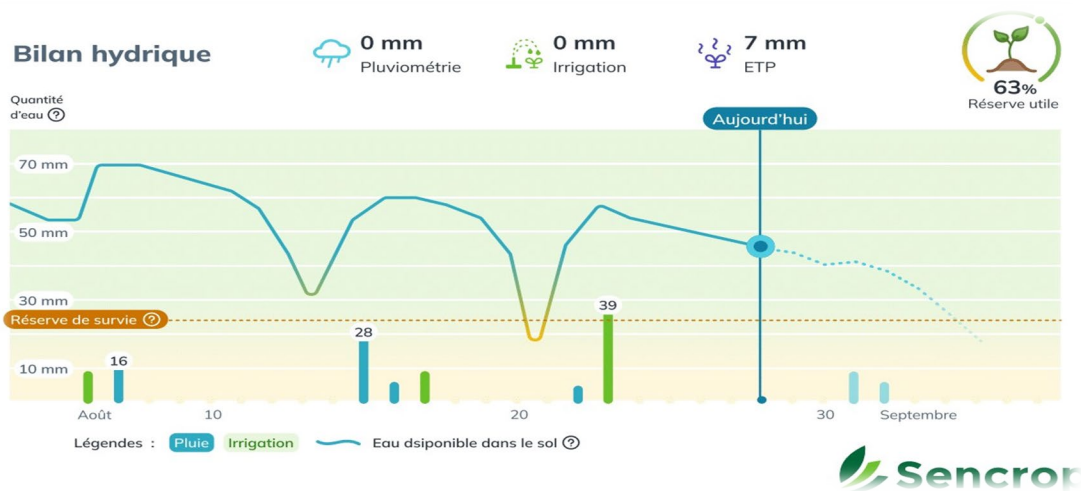 Bilan hydrique
0 mm
Pluviométrie
0 mm
Irrigation
7 mm
ETP
63%
Réserve utile
Quantité
d'eau ?
Aujourd'hui
70 mm
50 mm
30 mm
Réserve de survie ?
10 mm
16
28
39
Août
10
20
30
Septembre
Légendes : Pluie Irrigation Eau dsiponible dans le sol ?
Sencrop